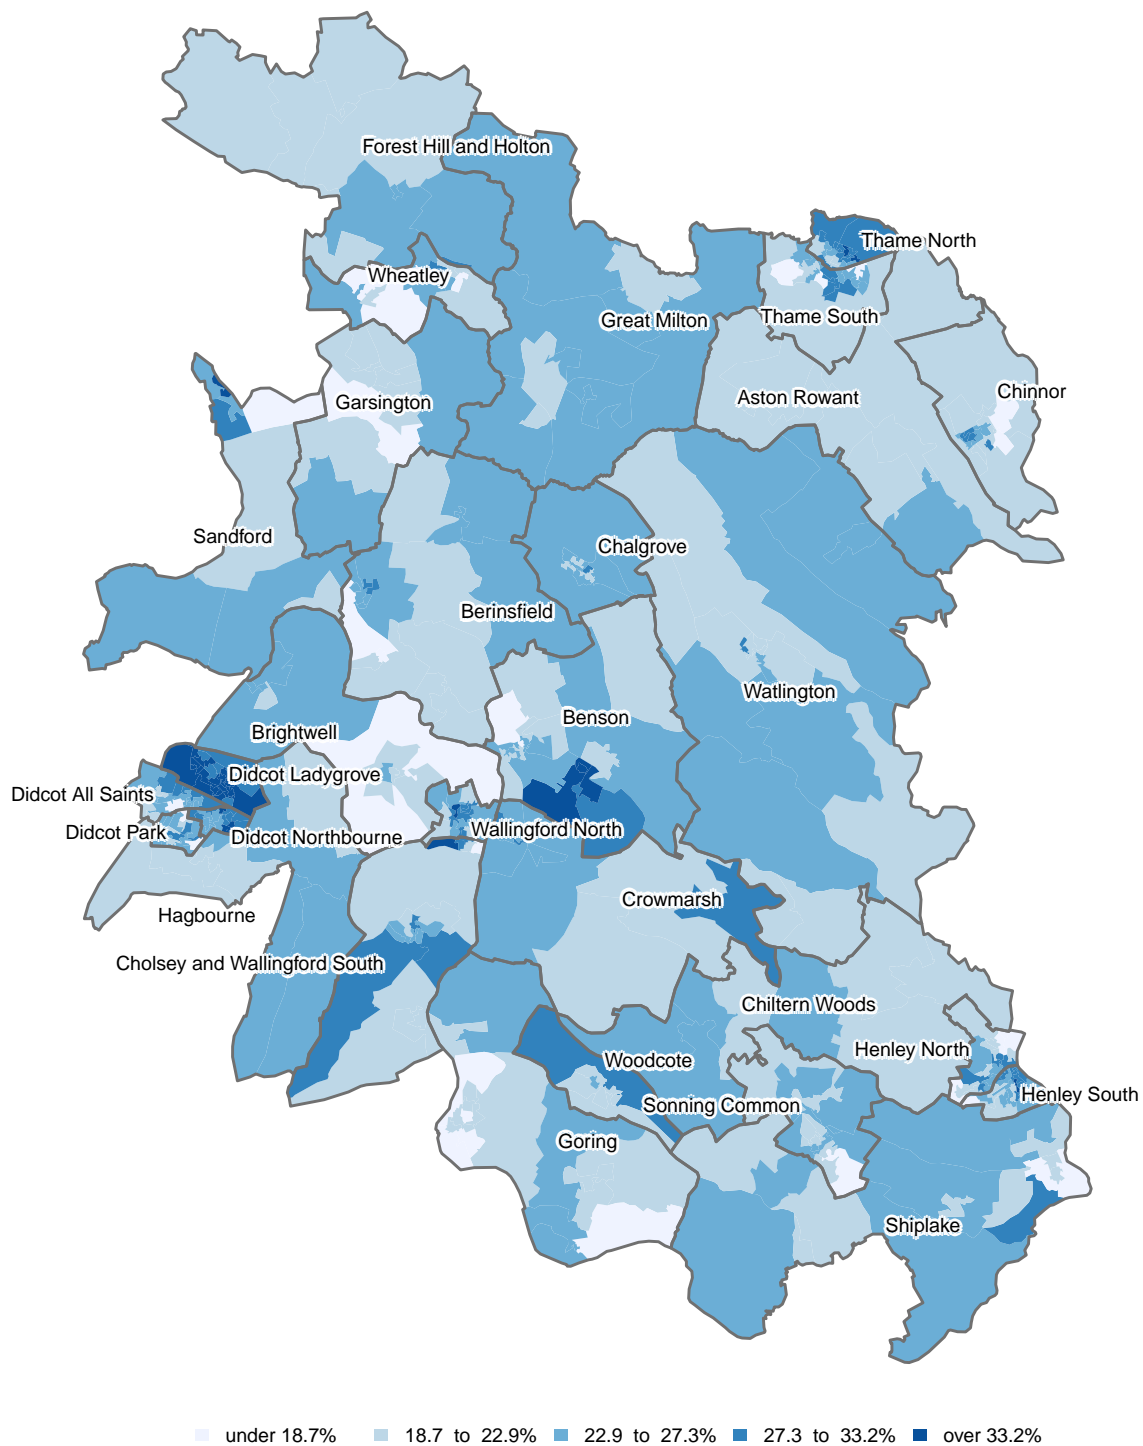 Forest Hill and Holton
Thame North
Wheatley
Thame South
Great Milton
Chinnor
Aston Rowant
Garsington
Sandford
Chalgrove
Berinsfield
Watlington
Benson
Brightwell
Didcot Ladygrove
Didcot All Saints
Wallingford North
Didcot Park
Didcot Northbourne
Crowmarsh
Hagbourne
Cholsey and Wallingford South
Chiltern Woods
Henley North
Woodcote
Henley South
Sonning Common
Goring
Shiplake
under 18.7% 18.7 to 22.9% 22.9 to 27.3% 27.3 to 33.2% over 33.2%